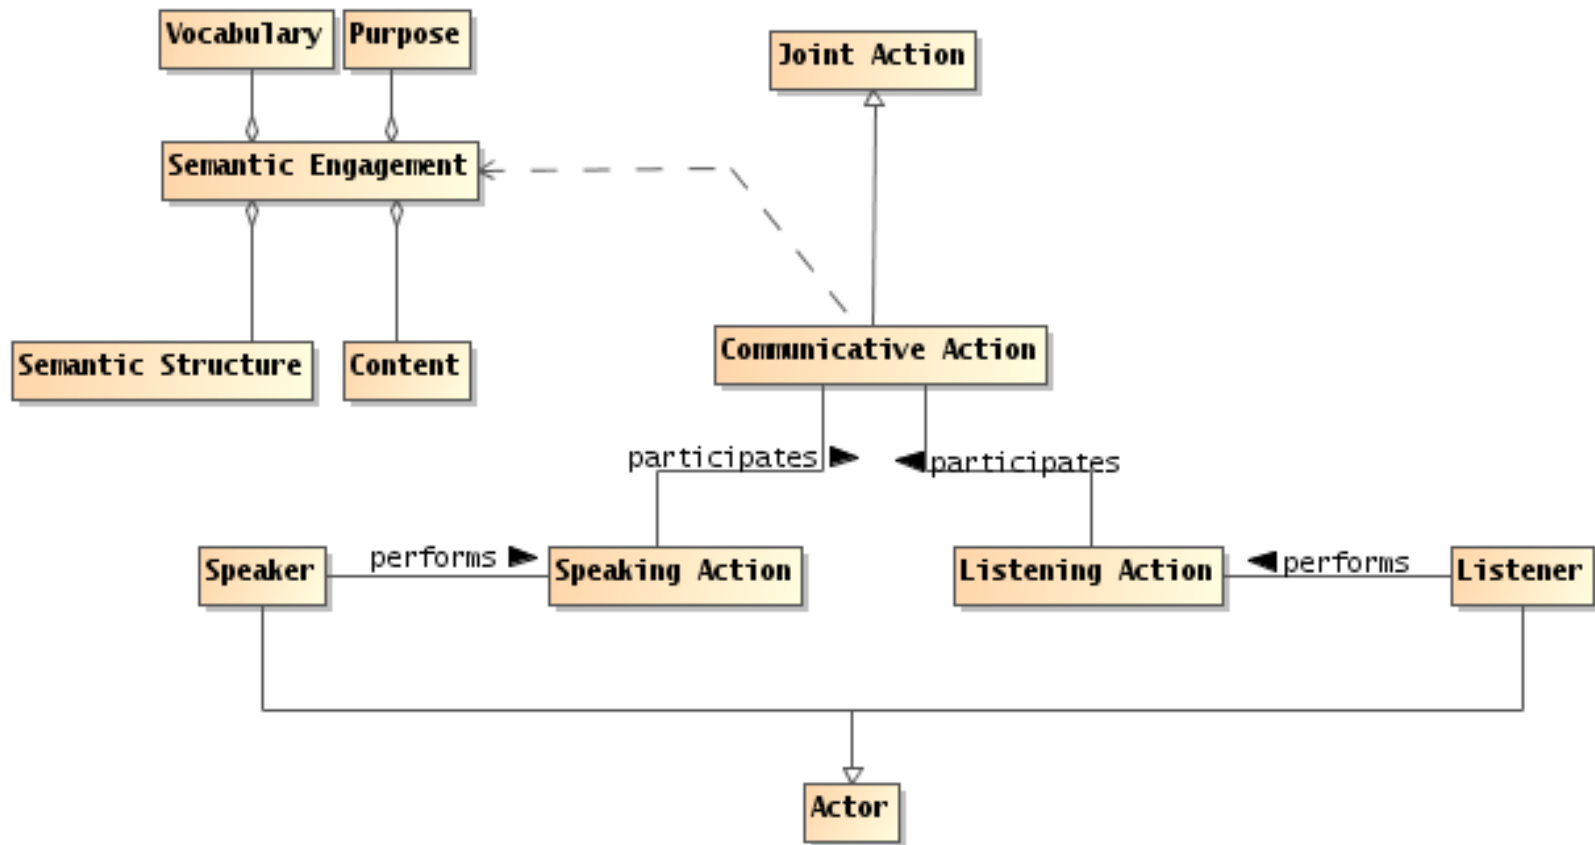 Vocabulary
Purpose
Joint Action
Semantic Engagement
Communicative Action
Semantic Structure
Content
participates
participates
performs
performs
Speaker
Speaking Action
Listening Action
Listener
Actor